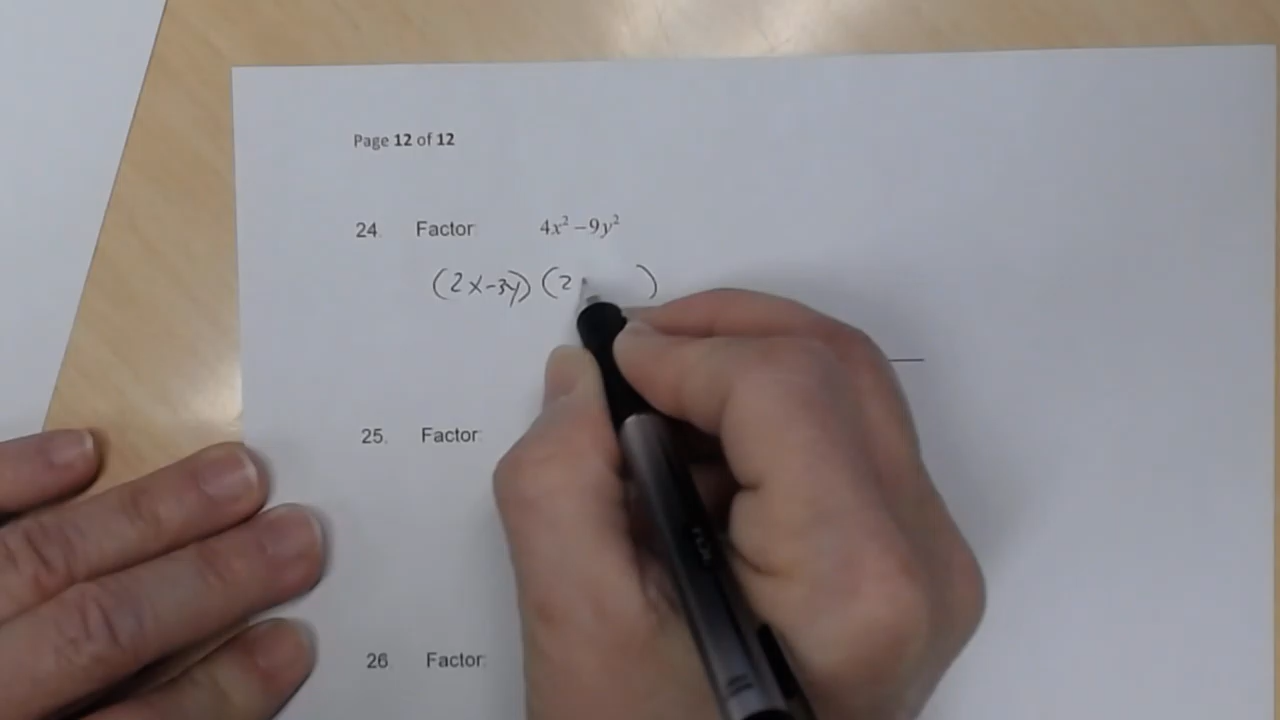 Page 12 of 12
24. Factor: 4x² – 9y²
(2x-3y) (2 )
25. Factor:
26. Factor: